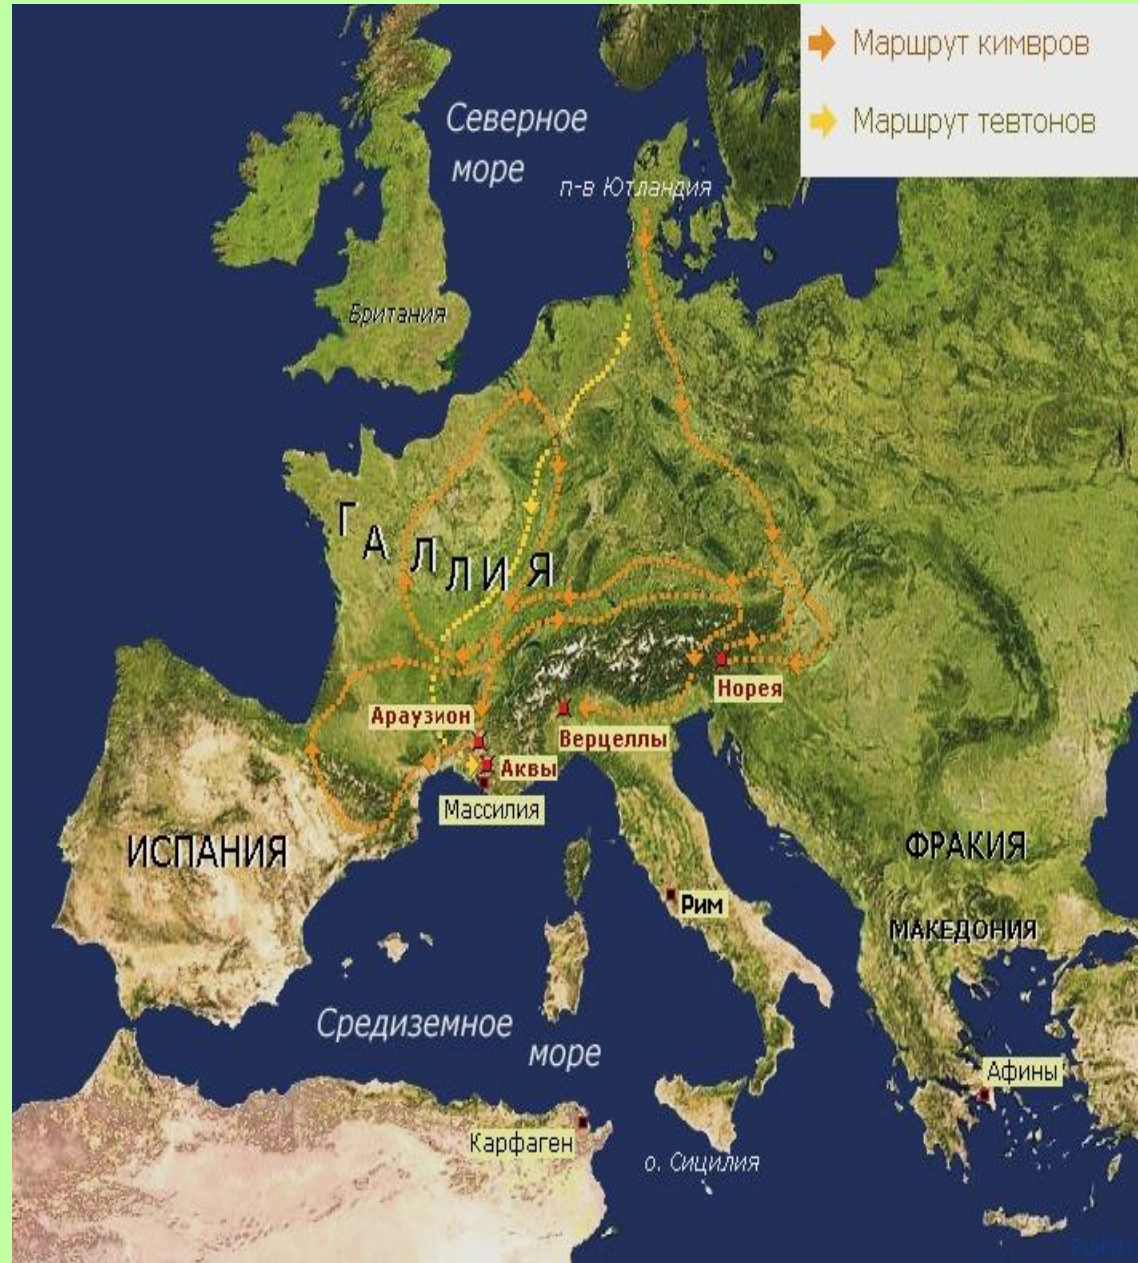 Маршрут кимвров
Маршрут тевтонов
Северное
море
п-в Ютландия
Британия
ГАЛЛИЯ
Норея
Араузион
Верцеллы
Аквы
Массилия
ИСПАНИЯ
ФРАКИЯ
Рим
МАКЕДОНИЯ
Средиземное
море
Афины
Карфаген
о. Сицилия